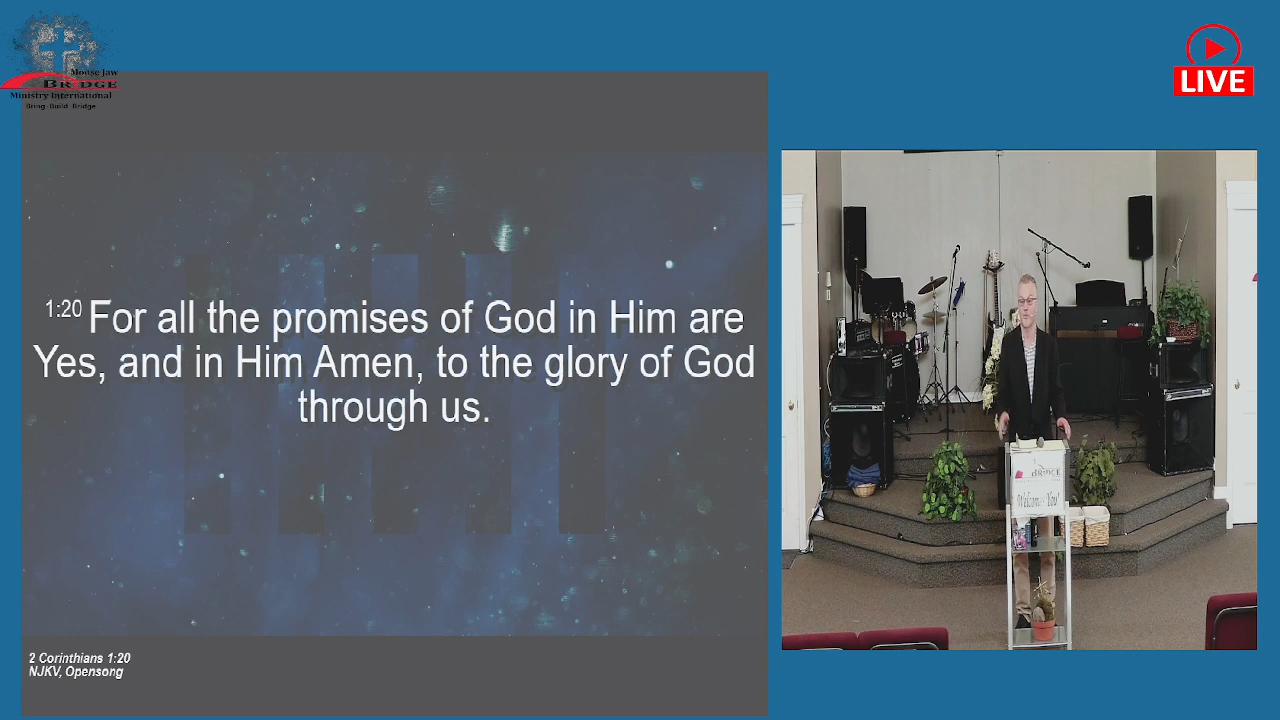 Moose Jaw
BRIDGE
Ministry International
Bring·Build·Bridge
LIVE
1:20 For all the promises of God in Him are
Yes, and in Him Amen, to the glory of God
through us.
2 Corinthians 1:20
NJKV, Opensong
BRIDGE
Welcome You!